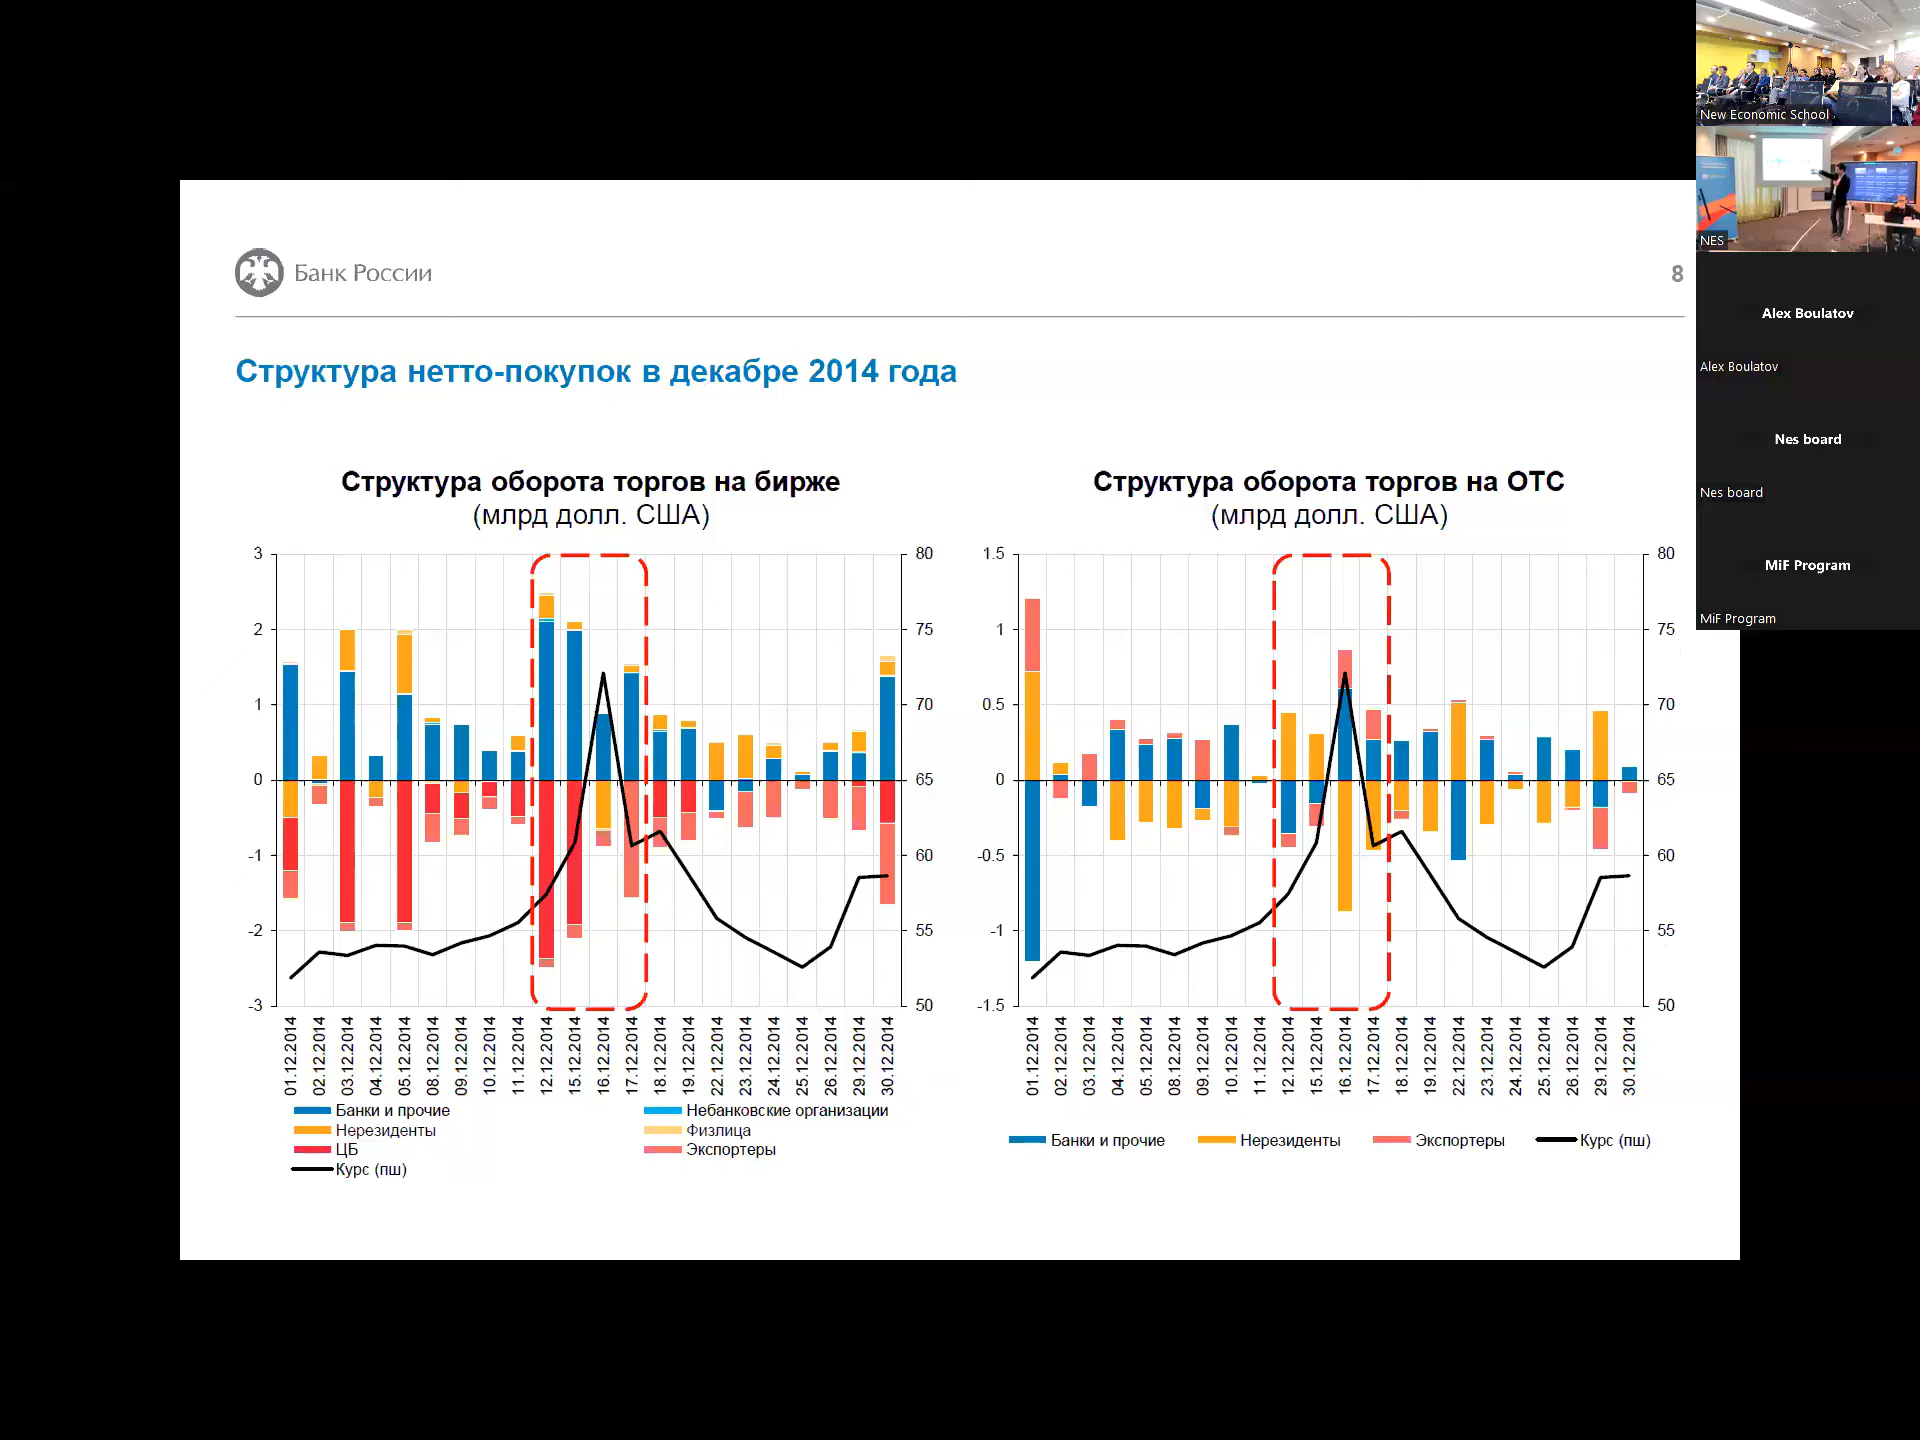 Банк России
8
Структура нетто-покупок в декабре 2014 года
Структура оборота торгов на бирже
(млрд долл. США)
3
2
1
0
-1
-2
-3
80
75
70
65
60
55
50
01.12.2014
02.12.2014
03.12.2014
04.12.2014
05.12.2014
08.12.2014
09.12.2014
10.12.2014
11.12.2014
12.12.2014
15.12.2014
16.12.2014
17.12.2014
18.12.2014
19.12.2014
22.12.2014
23.12.2014
24.12.2014
25.12.2014
26.12.2014
29.12.2014
30.12.2014
Банки и прочие
Небанковские организации
Нерезиденты
Физлица
ЦБ
Экспортеры
Курс (пш)
Структура оборота торгов на ОТС
(млрд долл. США)
1.5
1
0.5
0
-0.5
-1
-1.5
80
75
70
65
60
55
50
01.12.2014
02.12.2014
03.12.2014
04.12.2014
05.12.2014
08.12.2014
09.12.2014
10.12.2014
11.12.2014
12.12.2014
15.12.2014
16.12.2014
17.12.2014
18.12.2014
19.12.2014
22.12.2014
23.12.2014
24.12.2014
25.12.2014
26.12.2014
29.12.2014
30.12.2014
Банки и прочие
Нерезиденты
Экспортеры
Курс (пш)
New Economic School
NES
Alex Boulatov
Alex Boulatov
Nes board
Nes board
MiF Program
MiF Program